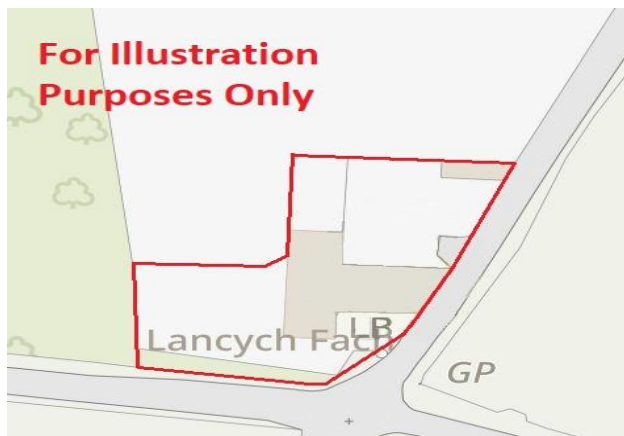 For Illustration
Purposes Only
LB
Lancych Fach
GP